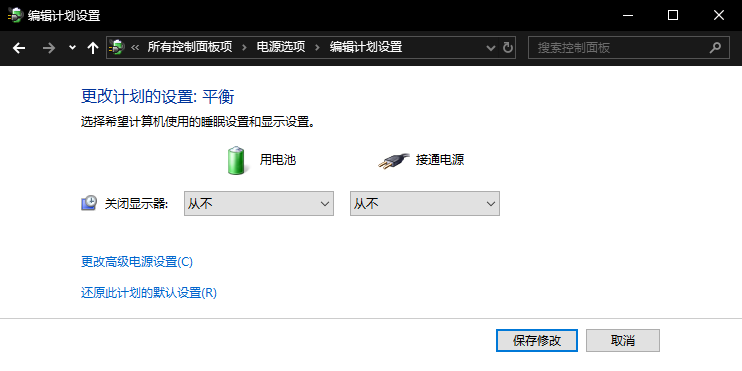 编辑计划设置
所有控制面板项 电源选项 编辑计划设置 搜索控制面板
更改计划的设置: 平衡
选择希望计算机使用的睡眠设置和显示设置。
用电池 接通电源
关闭显示器: 从不 从不
更改高级电源设置(C)
还原此计划的默认设置(R)
保存修改 取消